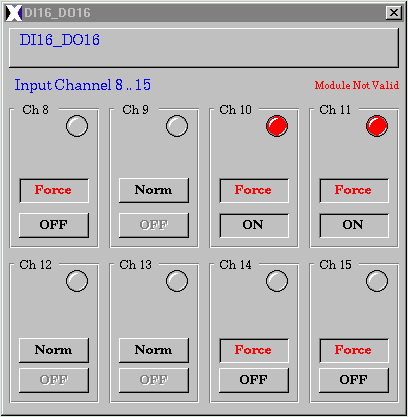 DI16_DO16
DI16_DO16
Input Channel 8 .. 15 Module Not Valid
Ch 8 Ch 9 Ch 10 Ch 11
Force Norm Force Force
OFF OFF ON ON
Ch 12 Ch 13 Ch 14 Ch 15
Norm Norm Force Force
OFF OFF OFF OFF